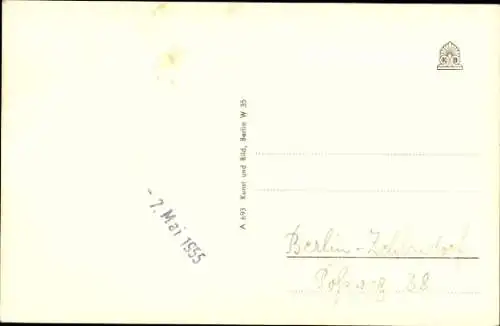 K B
A 693 Kunst und Bild, Berlin W 35
- 7. Mai 1955
Berlin-
38